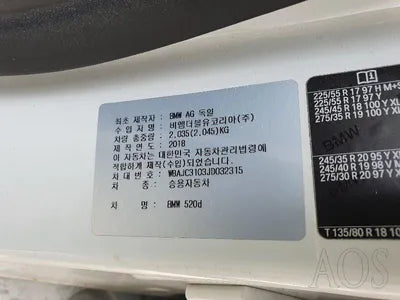 최초 제작자 : BMW AG 독일
수 입 자 명 : 비엠더블유코리아(주)
차량 총중량 : 2,035(2,045)KG
제 작 연 도 : 2018
이 자동차는 대한민국 자동차관리법령에
적합하게 제작(수입)되었습니다.
차대번호 : WBAJC3103JD032315
차 종 : 승용자동차
차 명 : BMW 520d
225/55 R 17 97 H M+S
225/55 R 17 97 Y
245/45 R 18 100 Y XL
275/35 R 19 100 Y XL
BMW
245/35 R 20 95 Y X
245/40 R 19 98 V M
275/30 R 20 97 Y X
T 135/80 R 18 10
AOS